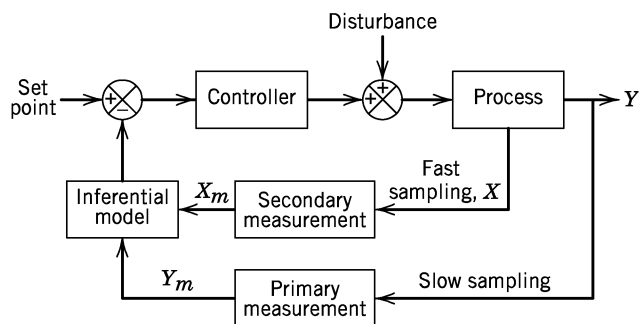 Disturbance
Set
point
+
−
Controller
+
+
Process
Y
Fast
sampling, X
Inferential
model
Xm
Secondary
measurement
Ym
Primary
measurement
Slow sampling